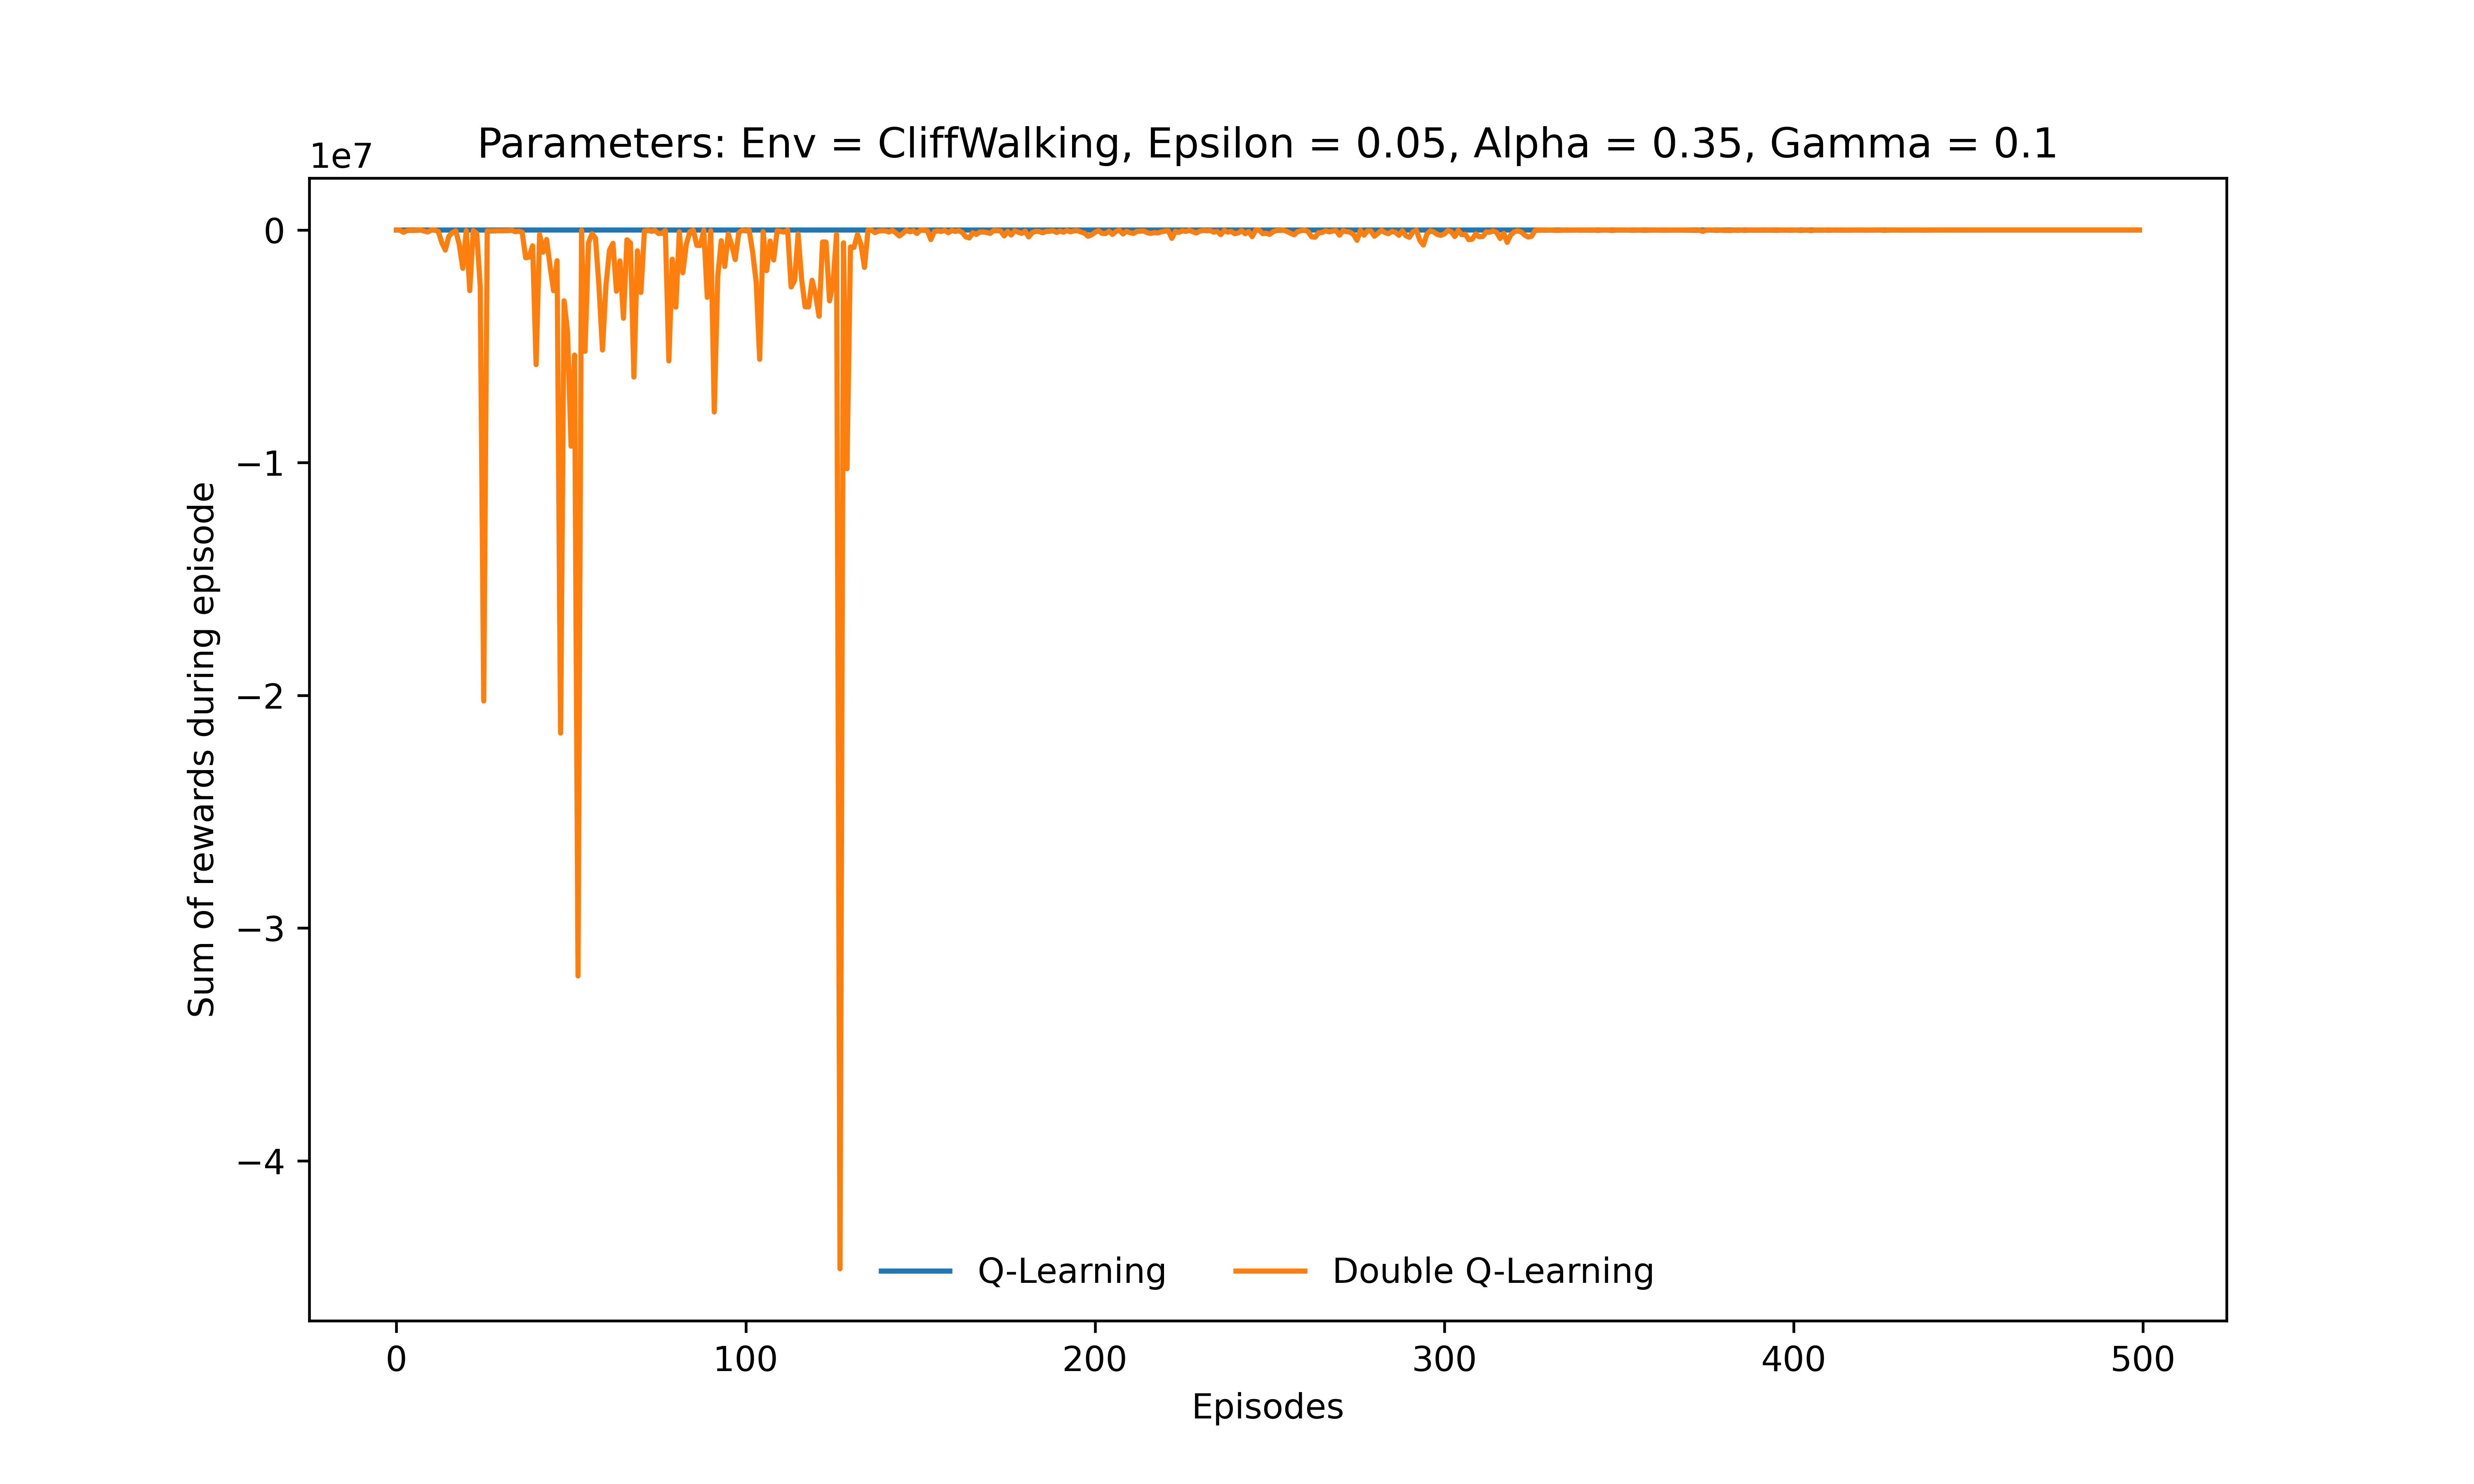 Parameters: Env = CliffWalking, Epsilon = 0.05, Alpha = 0.35, Gamma = 0.1
1e7
0
−1
−2
−3
−4
Sum of rewards during episode
Q-Learning Double Q-Learning
0 100 200 300 400 500
Episodes